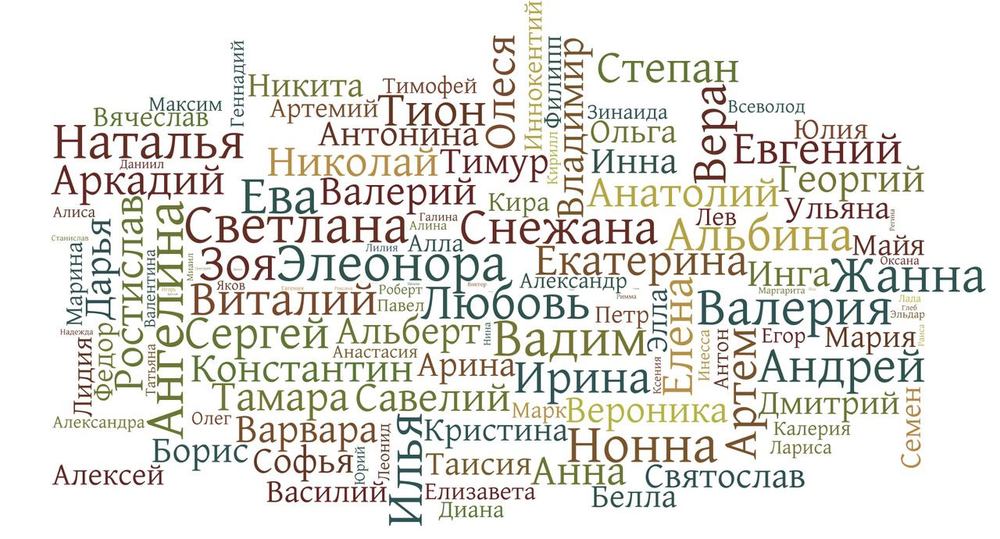 Иннокентий
Олеся
Филипп
Владимир
Степан
Геннадий
Никита
Тимофей
Вера
Всеволод
Максим
Артемий
Тион
Зинаида
Вячеслав
Антонина
Кирилл
Ольга
Юлия
Наталья
Евгений
Даниил
Николай
Тимур
Инна
Аркадий
Георгий
Ева
Валерий
Анатолий
Кира
Ульяна
Алиса
Ростислав
Ангелина
Светлана
Галина
Алина
Снежана
Лев
Регина
Альбина
Станислав
Дарья
Марина
Лилия
Алла
Майя
Валентина
Зоя
Элеонора
Екатерина
Оксана
Инга
Жанна
Яков
Евгения
Роберт
Виктор
Александр
Маргарита
Виталий
Павел
Любовь
Римма
Петр
Элла
Елена
Валерия
Лада
Глеб
Эльдар
Надежда
Федор
Лидия
Сергей
Альберт
Нина
Вадим
Инесса
Антон
Егор
Мария
Раиса
Татьяна
Анастасия
Константин
Арина
Ирина
Ксения
Артем
Андрей
Тамара
Савелий
Марк
Вероника
Дмитрий
Семен
Александра
Олег
Варвара
Илья
Кристина
Нонна
Калерия
Борис
Софья
Юрий
Леонид
Таисия
Анна
Лариса
Алексей
Святослав
Василий
Елизавета
Белла
Диана